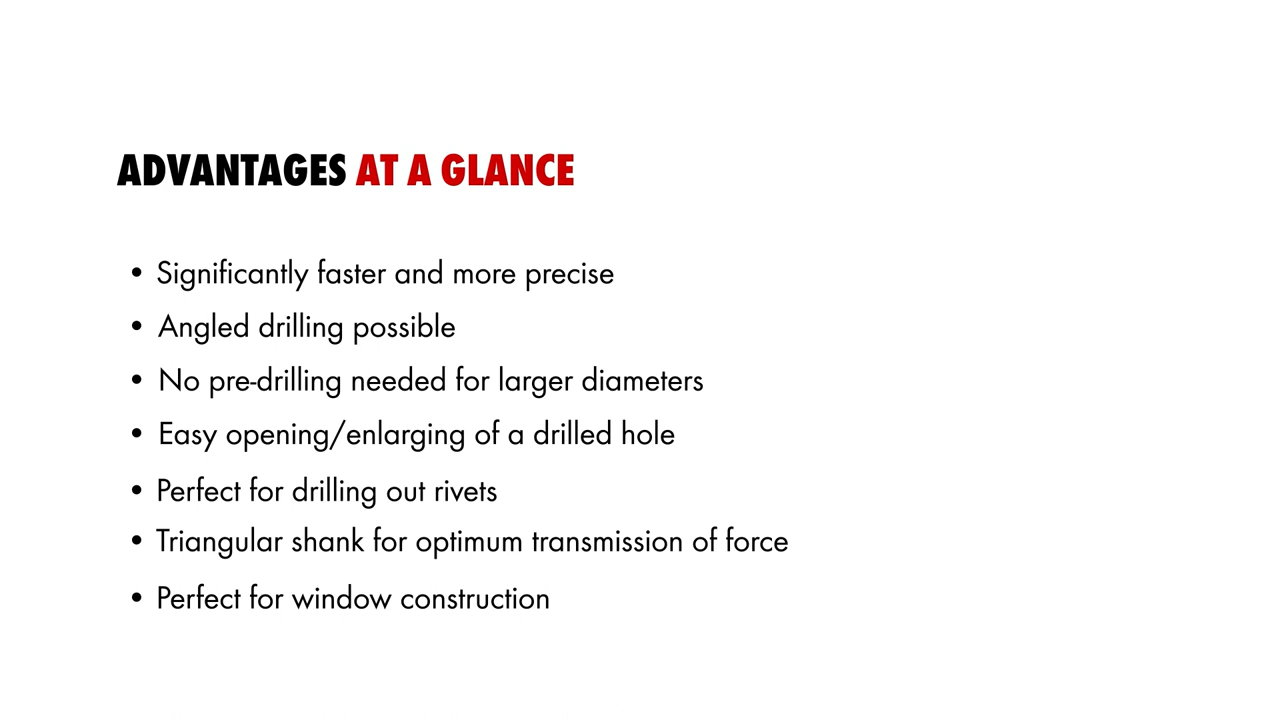 ADVANTAGES AT A GLANCE
• Significantly faster and more precise
• Angled drilling possible
• No pre-drilling needed for larger diameters
• Easy opening/enlarging of a drilled hole
• Perfect for drilling out rivets
• Triangular shank for optimum transmission of force
• Perfect for window construction